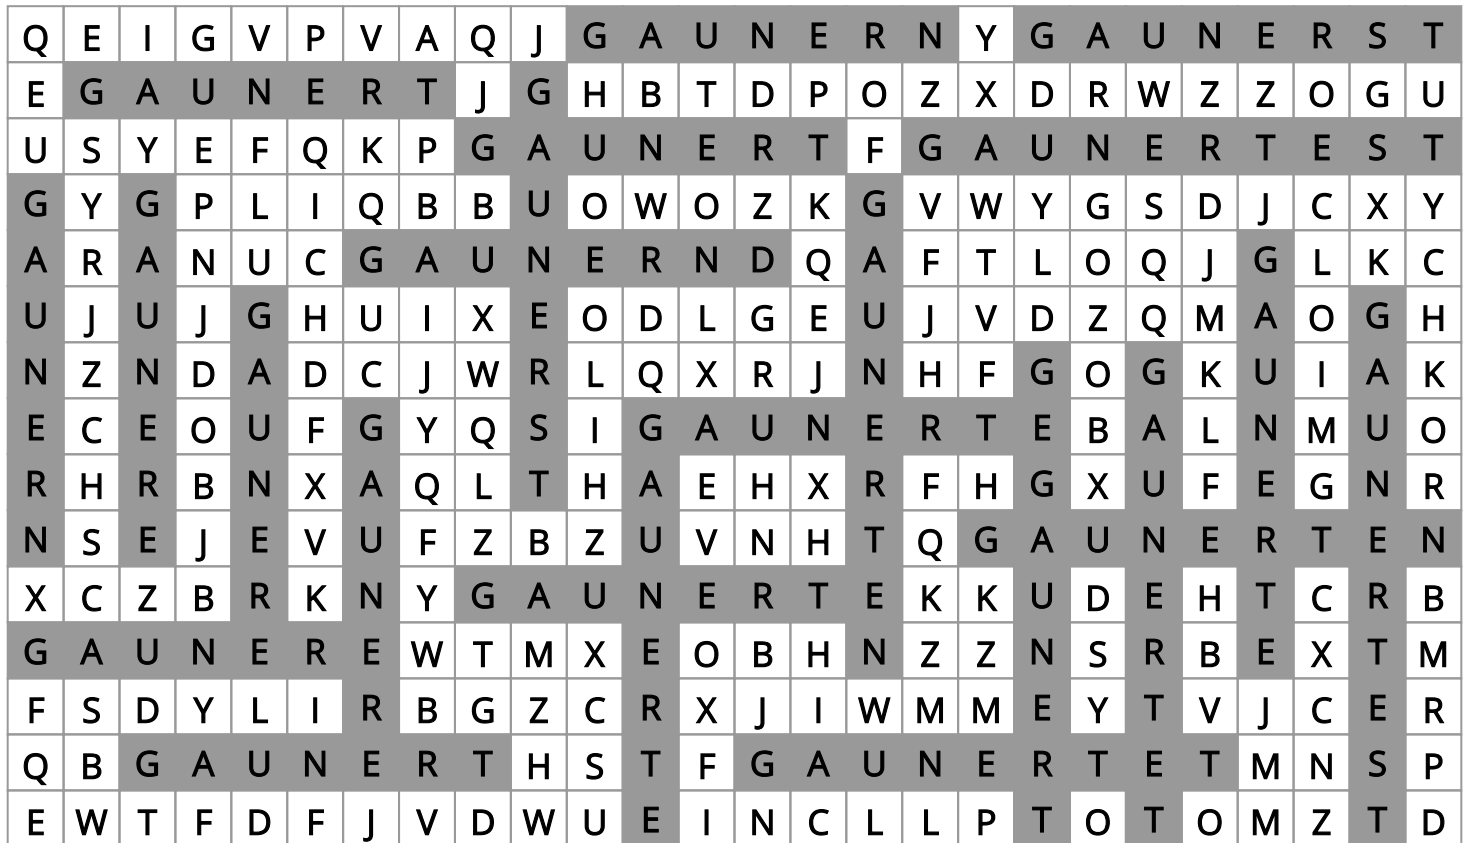 Q E I G V P V A Q J G A U N E R N Y G A U N E R S T
E G A U N E R T J G H B T D P O Z X D R W Z Z O G U
U S Y E F Q K P G A U N E R T F G A U N E R T E S T
G Y G P L I Q B B U O W O Z K G V W Y G S D J C X Y
A R A N U C G A U N E R N D Q A F T L O Q J G L K C
U J U J G H U I X E O D L G E U J V D Z Q M A O G H
N Z N D A D C J W R L Q X R J N H F G O G K U I A K
E C E O U F G Y Q S I G A U N E R T E B A L N M U O
R H R B N X A Q L T H A E H X R F H G X U F E G N R
N S E J E V U F Z B Z U V N H T Q G A U N E R T E N
X C Z B R K N Y G A U N E R T E K K U D E H T C R B
G A U N E R E W T M X E O B H N Z Z N S R B E X T M
F S D Y L I R B G Z C R X J I W M M E Y T V J C E R
Q B G A U N E R T H S T F G A U N E R T E T M N S P
E W T F D F J V D W U E I N C L L P T O T O M Z T D